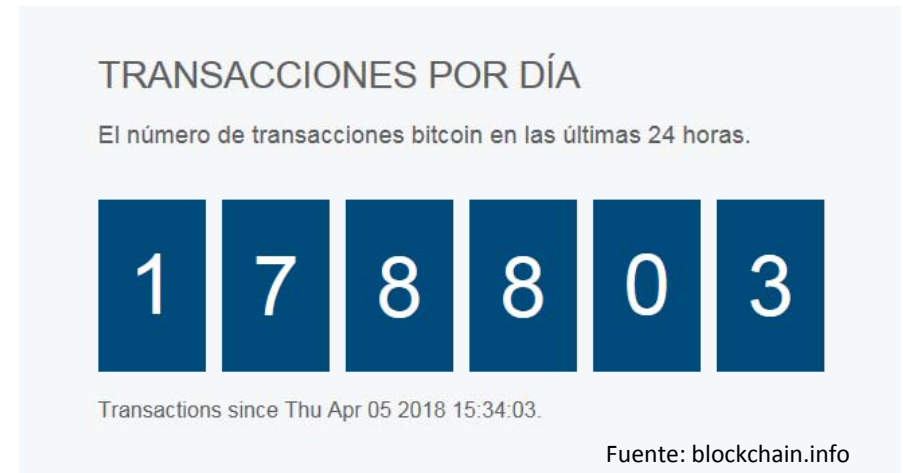 TRANSACCIONES POR DÍA
El número de transacciones bitcoin en las últimas 24 horas.
1 7 8 8 0 3
Transactions since Thu Apr 05 2018 15:34:03.
Fuente: blockchain.info